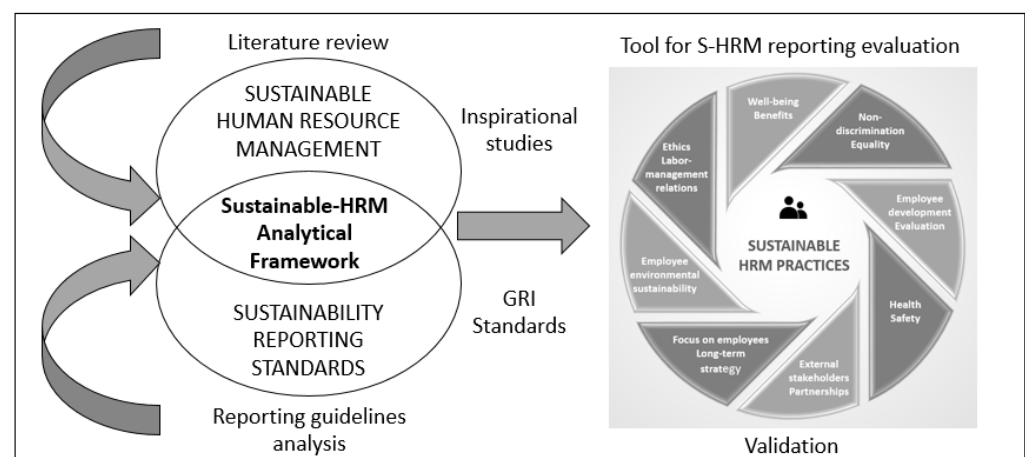 Literature review
SUSTAINABLE
HUMAN RESOURCE
MANAGEMENT
Sustainable-HRM
Analytical
Framework
SUSTAINABILITY
REPORTING
STANDARDS
Reporting guidelines
analysis
Inspirational
studies
GRI
Standards
Tool for S-HRM reporting evaluation
Well-being
Benefits
Non-
discrimination
Equality
Employee
development
Evaluation
Health
Safety
External
stakeholders
Partnerships
Focus on employees
Long-term
strategy
Employee
environmental
sustainability
Ethics
Labor-
management
relations
SUSTAINABLE
HRM PRACTICES
Validation